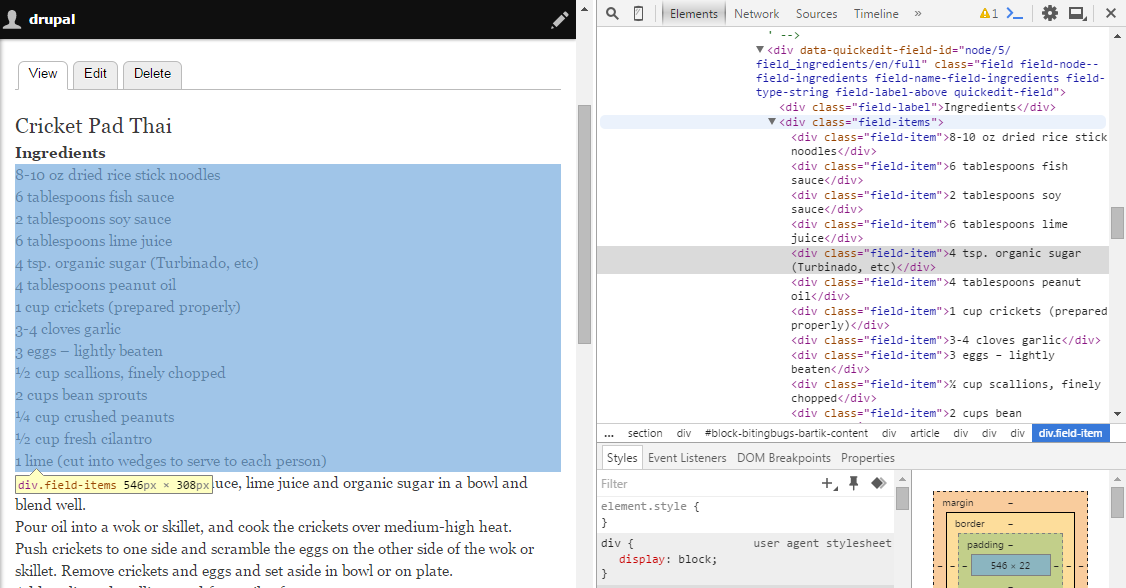 drupal
View Edit Delete
Cricket Pad Thai
Ingredients
8-10 oz dried rice stick noodles
6 tablespoons fish sauce
2 tablespoons soy sauce
6 tablespoons lime juice
4 tsp. organic sugar (Turbinado, etc)
4 tablespoons peanut oil
1 cup crickets (prepared properly)
3-4 cloves garlic
3 eggs – lightly beaten
½ cup scallions, finely chopped
2 cups bean sprouts
¼ cup crushed peanuts
½ cup fresh cilantro
1 lime (cut into wedges to serve to each person)
div.field-items 546px × 308px
uce, lime juice and organic sugar in a bowl and
blend well.
Pour oil into a wok or skillet, and cook the crickets over medium-high heat.
Push crickets to one side and scramble the eggs on the other side of the wok or
skillet. Remove crickets and eggs and set aside in bowl or on plate.
Elements Network Sources Timeline » 1
' -->
<div data-quickedit-field-id="node/5/
field_ingredients/en/full" class="field field-node--
field-ingredients field-name-field-ingredients field-
type-string field-label-above quickedit-field">
<div class="field-label">Ingredients</div>
<div class="field-items">
<div class="field-item">8-10 oz dried rice stick
noodles</div>
<div class="field-item">6 tablespoons fish
sauce</div>
<div class="field-item">2 tablespoons soy
sauce</div>
<div class="field-item">6 tablespoons lime
juice</div>
<div class="field-item">4 tsp. organic sugar
(Turbinado, etc)</div>
<div class="field-item">4 tablespoons peanut
oil</div>
<div class="field-item">1 cup crickets (prepared
properly)</div>
<div class="field-item">3-4 cloves garlic</div>
<div class="field-item">3 eggs – lightly
beaten</div>
<div class="field-item">½ cup scallions, finely
chopped</div>
<div class="field-item">2 cups bean
... section div #block-bitingbugs-bartik-content div article div div div div.field-item
Styles Event Listeners DOM Breakpoints Properties
Filter
element.style {
}
div { user agent stylesheet
display: block;
}
margin –
border –
padding –
– – – 546 × 22 – – –